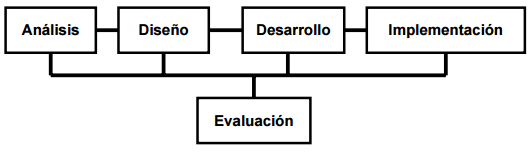 Análisis
Diseño
Desarrollo
Implementación
Evaluación